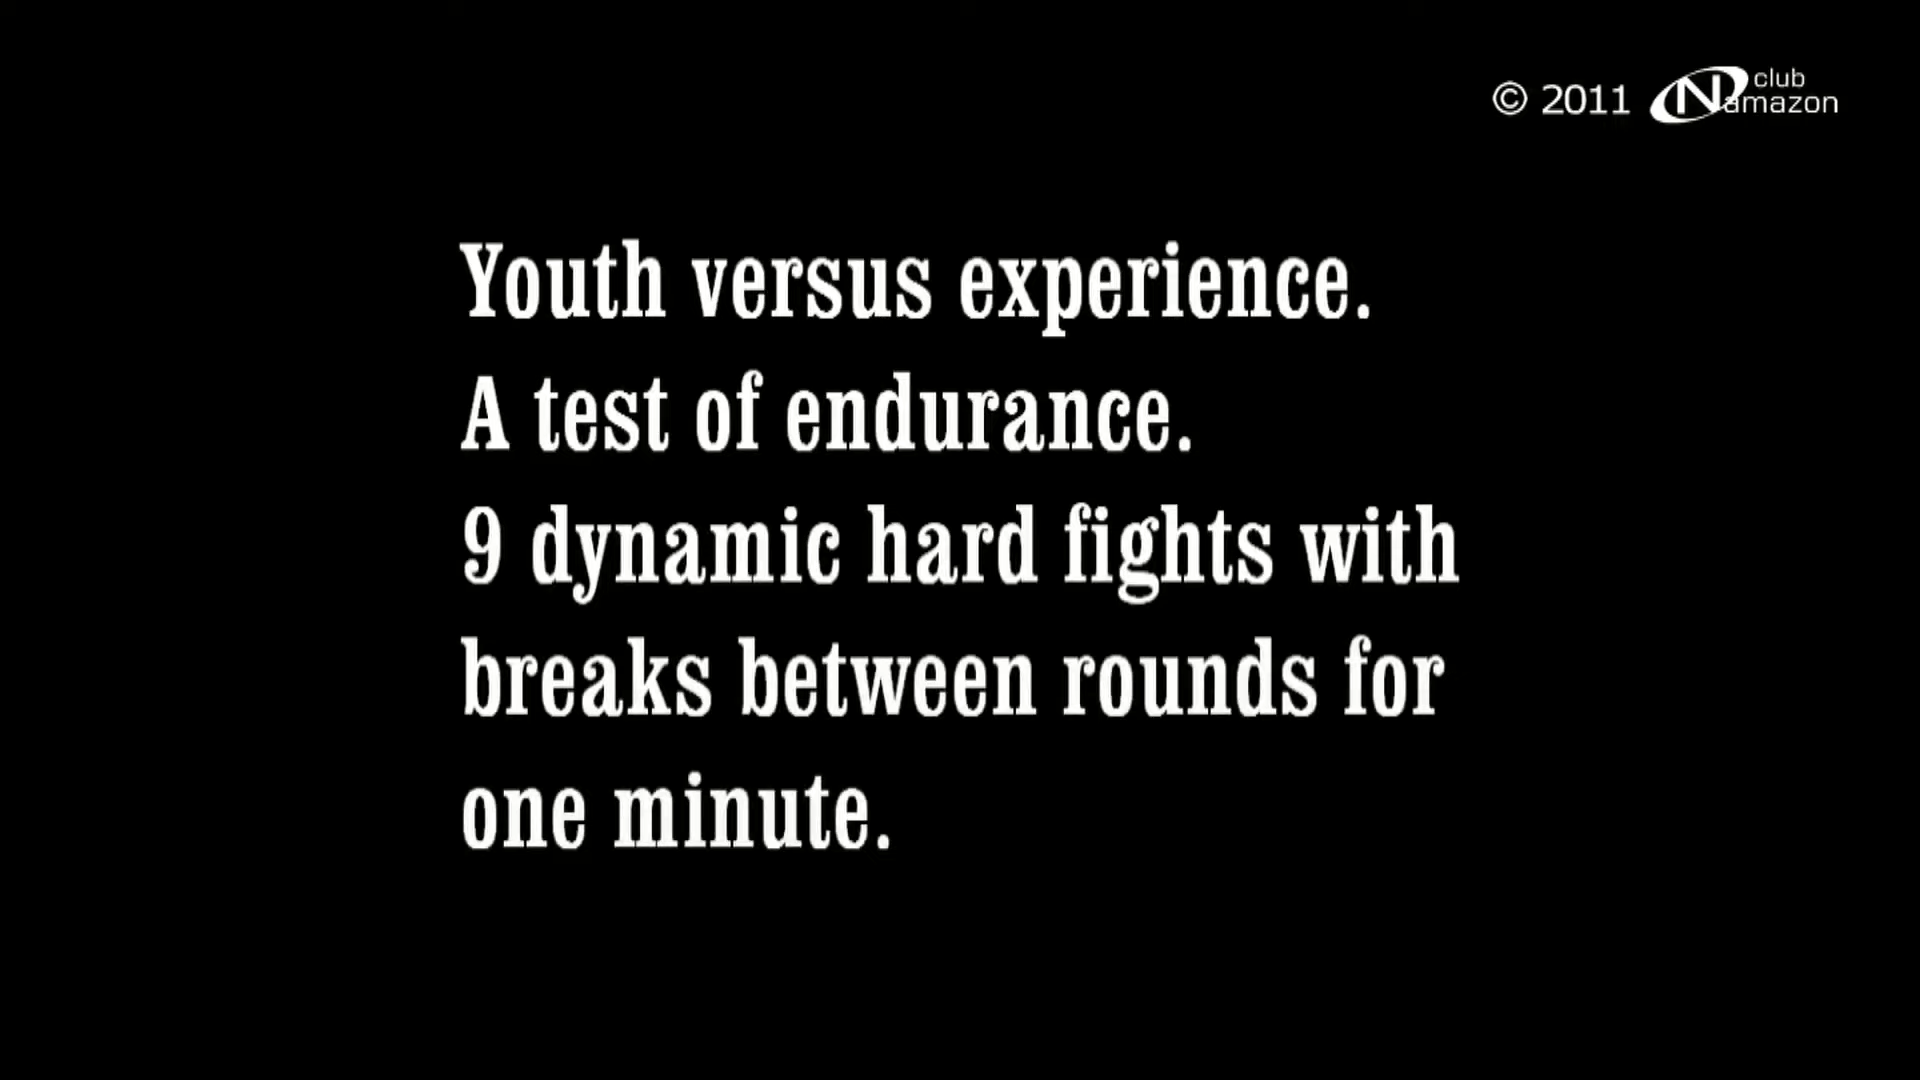 © 2011 N club
amazon
Youth versus experience.
A test of endurance.
9 dynamic hard fights with
breaks between rounds for
one minute.